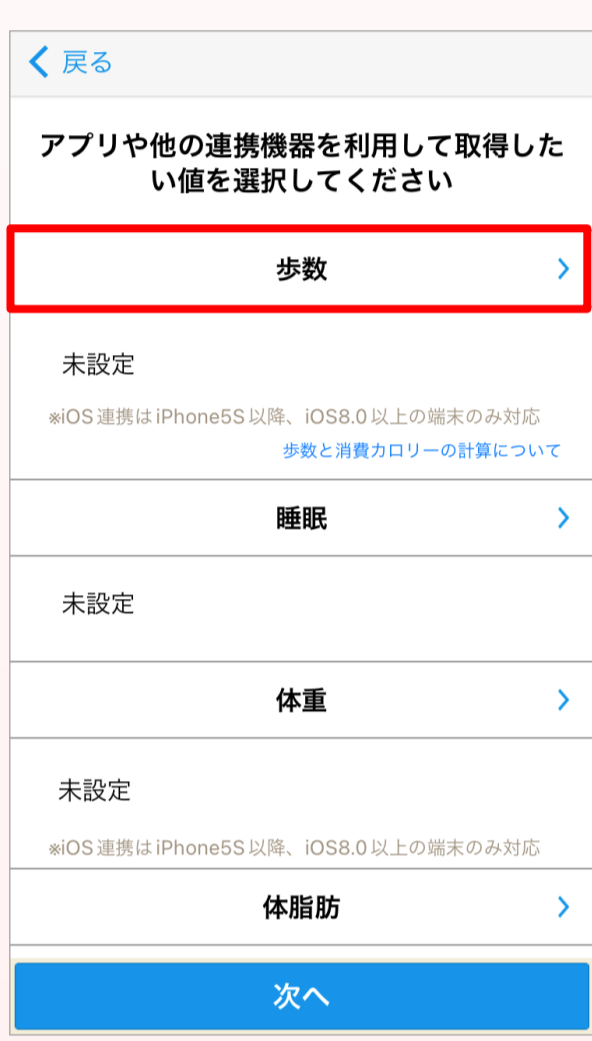 戻る
アプリや他の連携機器を利用して取得した
い値を選択してください
歩数
未設定
※iOS連携はiPhone5S以降、iOS8.0以上の端末のみ対応
歩数と消費カロリーの計算について
睡眠
未設定
体重
未設定
※iOS連携はiPhone5S以降、iOS8.0以上の端末のみ対応
体脂肪
次へ